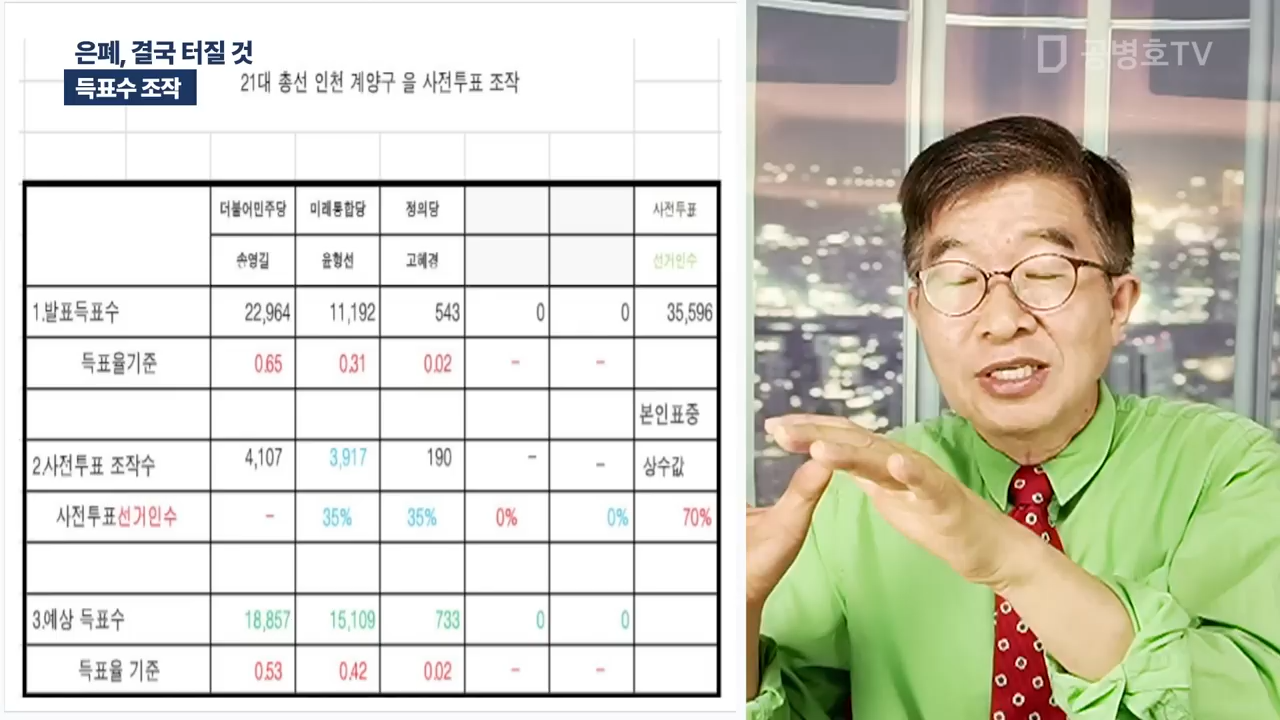 은폐, 결국 터질 것
득표수 조작
공병호TV
21대 총선 인천 계양구 을 사전투표 조작
더불어민주당 미래통합당 정의당 사전투표
송영길 윤형선 고혜경 선거인수
1.발표득표수 22,964 11,192 543 0 0 35,596
득표율기준 0.65 0.31 0.02 – –
본인표중
2.사전투표 조작수 4,107 3,917 190 – – 상수값
사전투표선거인수 – 35% 35% 0% 0% 70%
3.예상 득표수 18,857 15,109 733 0 0
득표율 기준 0.53 0.42 0.02 – –